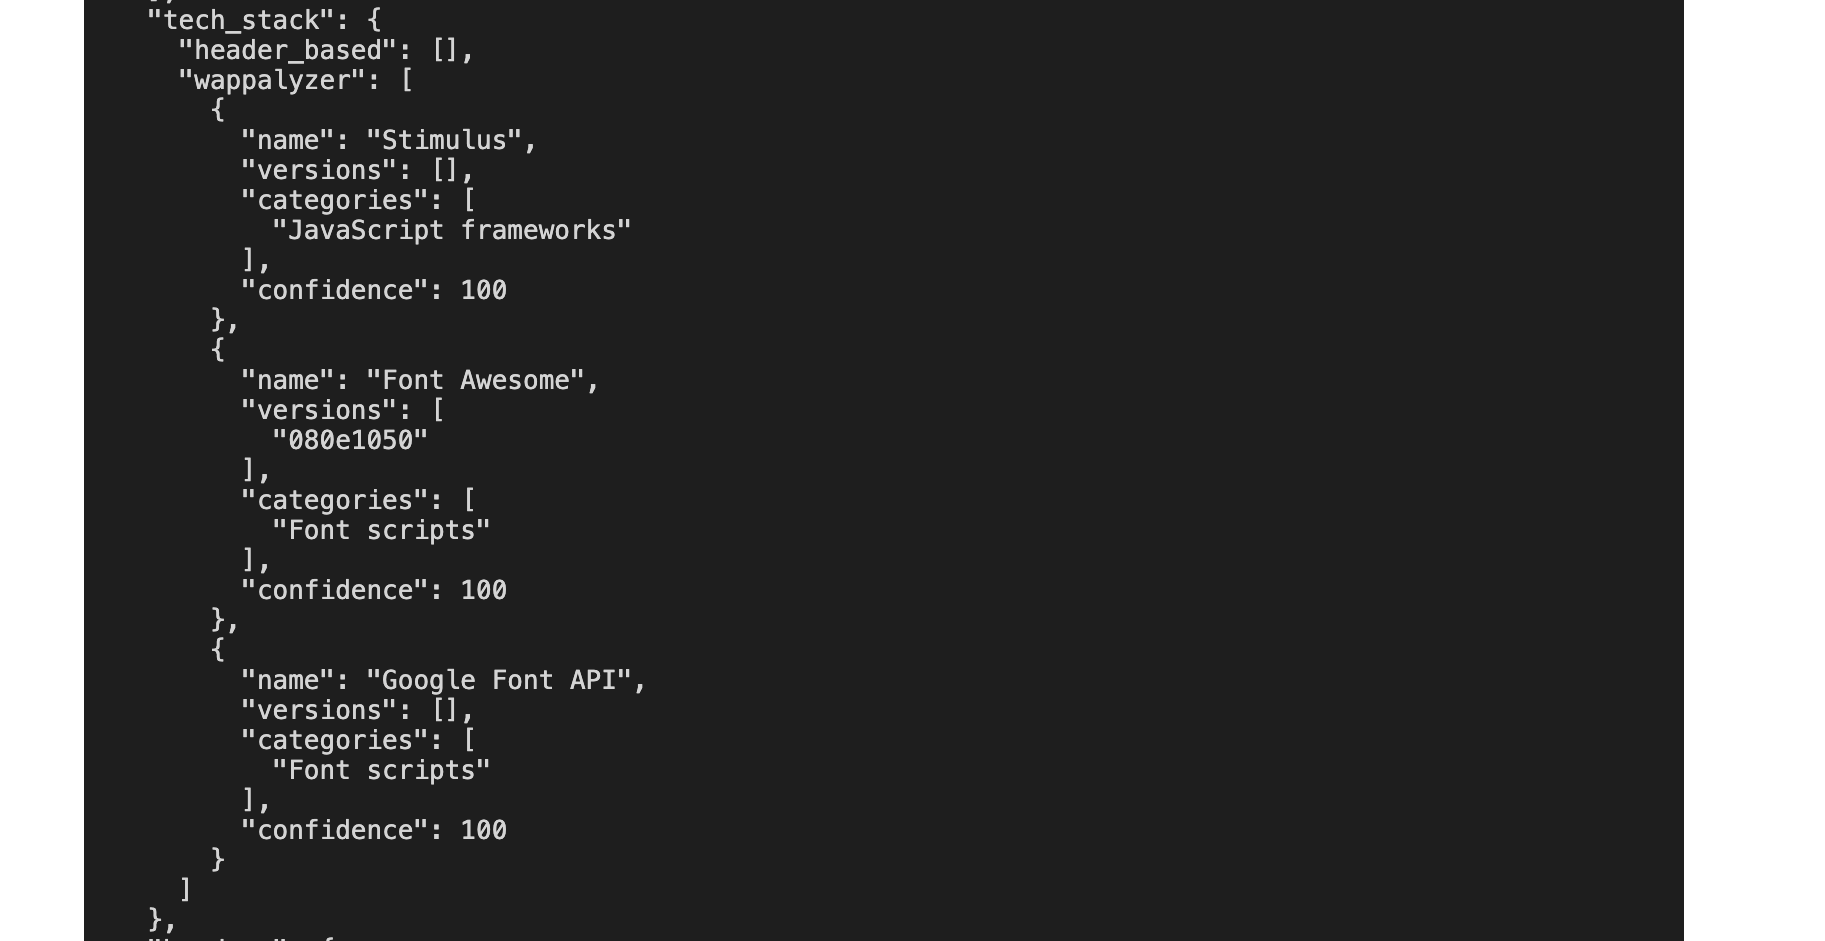 "tech_stack": {
"header_based": [],
"wappalyzer": [
{
"name": "Stimulus",
"versions": [],
"categories": [
"JavaScript frameworks"
],
"confidence": 100
},
{
"name": "Font Awesome",
"versions": [
"080e1050"
],
"categories": [
"Font scripts"
],
"confidence": 100
},
{
"name": "Google Font API",
"versions": [],
"categories": [
"Font scripts"
],
"confidence": 100
}
]
},